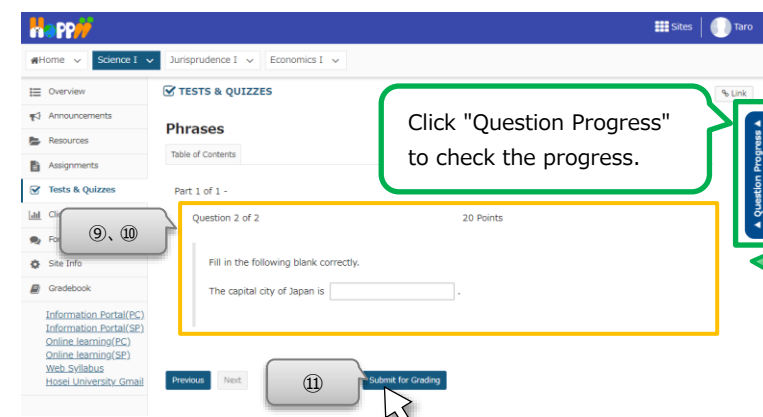 Hoppii
Sites
Taro
Home
Science I
Jurisprudence I
Economics I
Overview
Announcements
Resources
Assignments
Tests & Quizzes
Cl
Fo
Site Info
Gradebook
Information Portal(PC)
Information Portal(SP)
Online learning(PC)
Online learning(SP)
Web Syllabus
Hosei University Gmail
TESTS & QUIZZES
Link
Phrases
Table of Contents
Click "Question Progress"
to check the progress.
▲ Question Progress ▲
Part 1 of 1 -
⑨、⑩
Question 2 of 2
20 Points
Fill in the following blank correctly.
The capital city of Japan is
.
Previous
Next
⑪
Submit for Grading